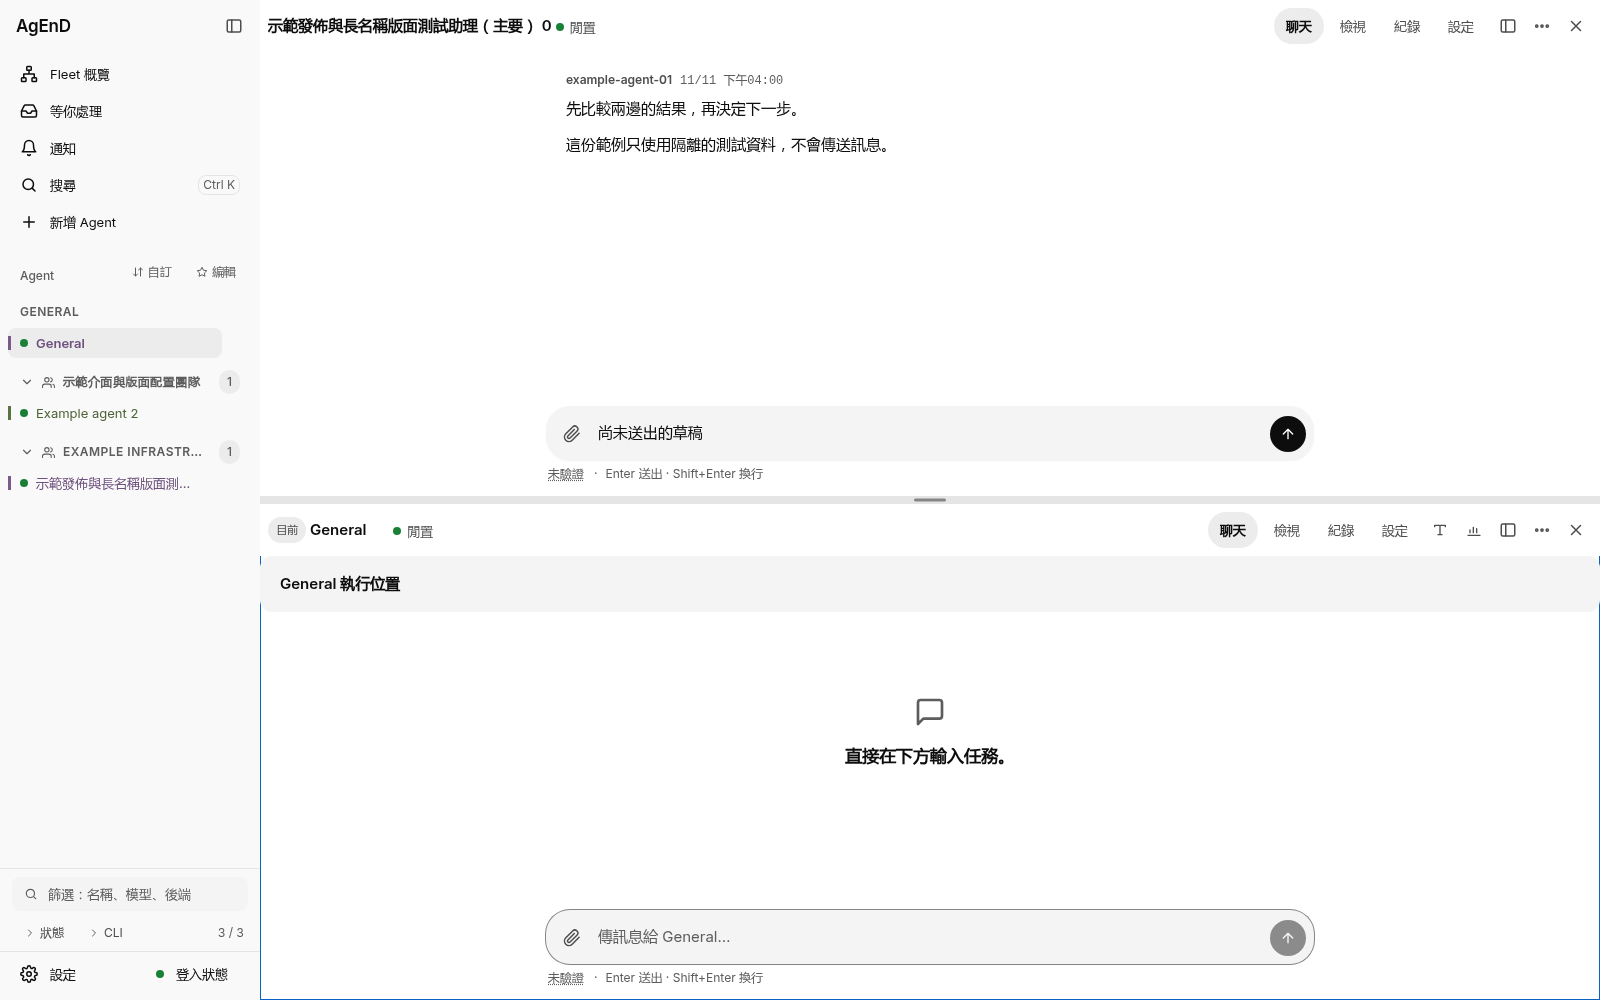 AgEnD
Fleet 概覽
等你處理
通知
搜尋 Ctrl K
新增 Agent
Agent 自訂 編輯
GENERAL
General
示範介面與版面配置團隊 1
Example agent 2
EXAMPLE INFRASTR... 1
示範發佈與長名稱版面測...
篩選：名稱、模型、後端
狀態 CLI 3 / 3
設定 登入狀態
示範發佈與長名稱版面測試助理（主要）0 閒置 聊天 檢視 紀錄 設定
example-agent-01 11/11 下午04:00
先比較兩邊的結果，再決定下一步。
這份範例只使用隔離的測試資料，不會傳送訊息。
尚未送出的草稿
未驗證 · Enter 送出 · Shift+Enter 換行
目前 General 閒置 聊天 檢視 紀錄 設定
General 執行位置
直接在下方輸入任務。
傳訊息給 General...
未驗證 · Enter 送出 · Shift+Enter 換行